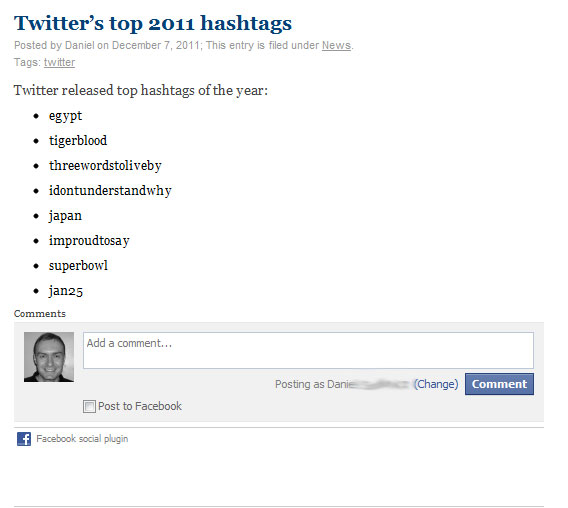 Twitter’s top 2011 hashtags
Posted by Daniel on December 7, 2011; This entry is filed under News.
Tags: twitter
Twitter released top hashtags of the year:
egypt
tigerblood
threewordstoliveby
idontunderstandwhy
japan
improudtosay
superbowl
jan25
Comments
Add a comment...
Posting as Danie (Change) Comment
Post to Facebook
Facebook social plugin